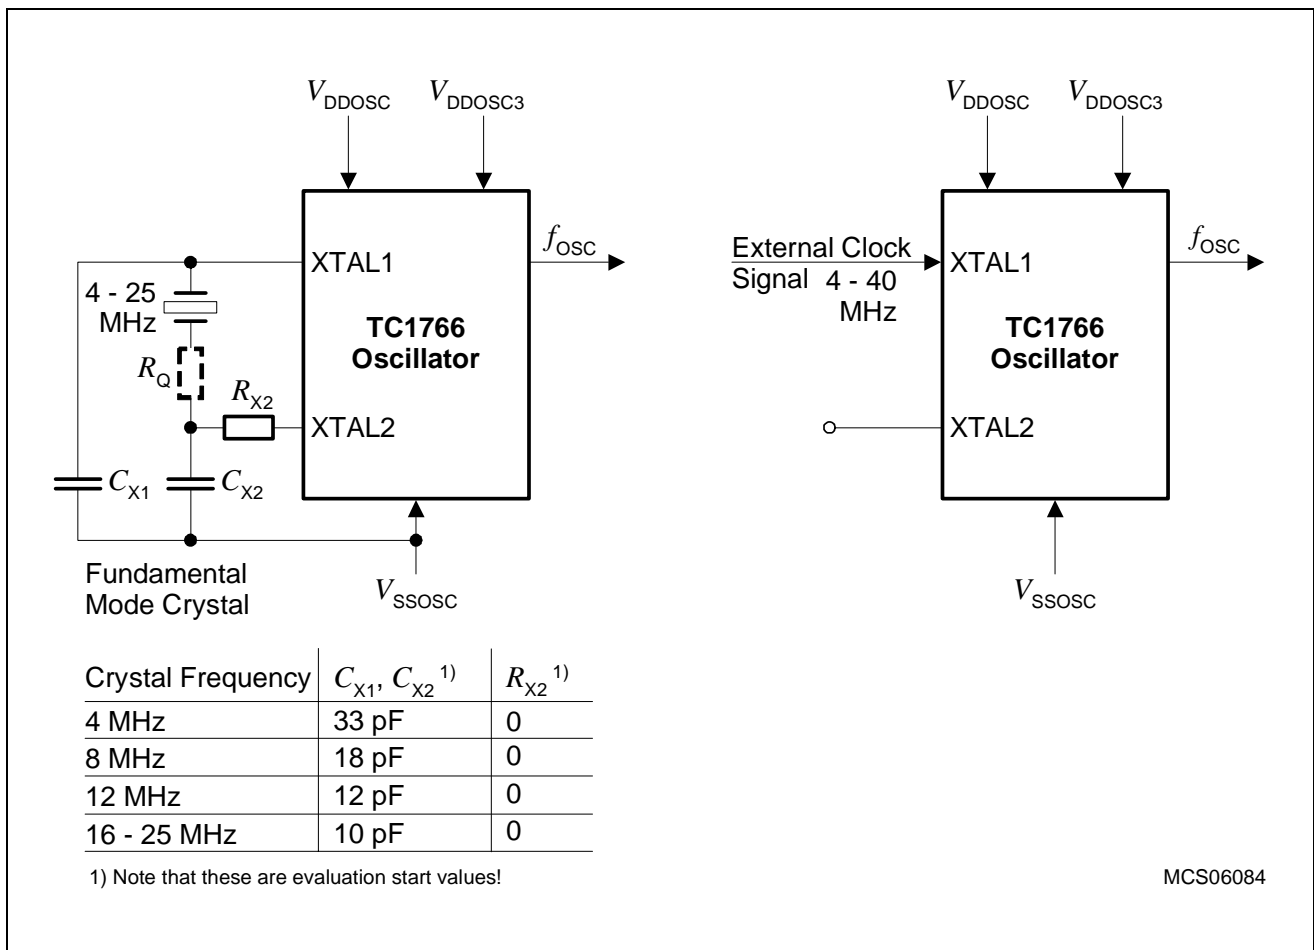 VDDOSC VDDOSC3
XTAL1
fOSC
4 - 25
MHz
TC1766
Oscillator
RQ
RX2
XTAL2
CX1 CX2
Fundamental
Mode Crystal
VSSOSC
VDDOSC VDDOSC3
External Clock
Signal 4 - 40
MHz
XTAL1
fOSC
TC1766
Oscillator
XTAL2
VSSOSC
Crystal Frequency CX1, CX2 1) RX2 1)
4 MHz 33 pF 0
8 MHz 18 pF 0
12 MHz 12 pF 0
16 - 25 MHz 10 pF 0
1) Note that these are evaluation start values!
MCS06084